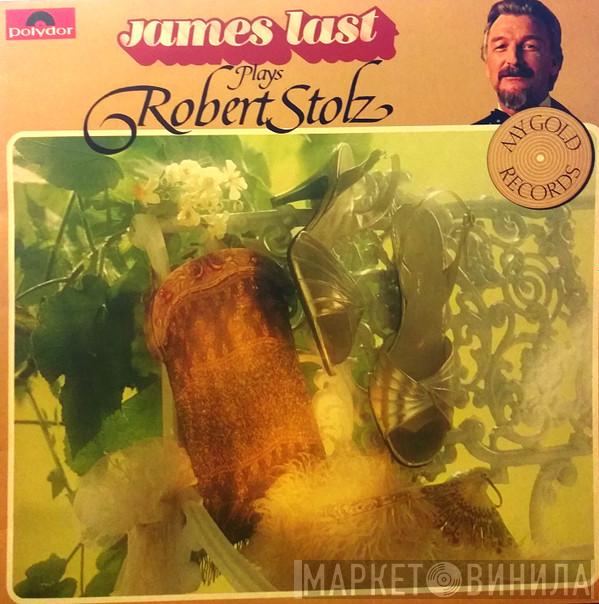 Polydor
James Last
Plays
Robert Stolz
MY GOLD
RECORDS
МАРКЕТ ВИНИЛА